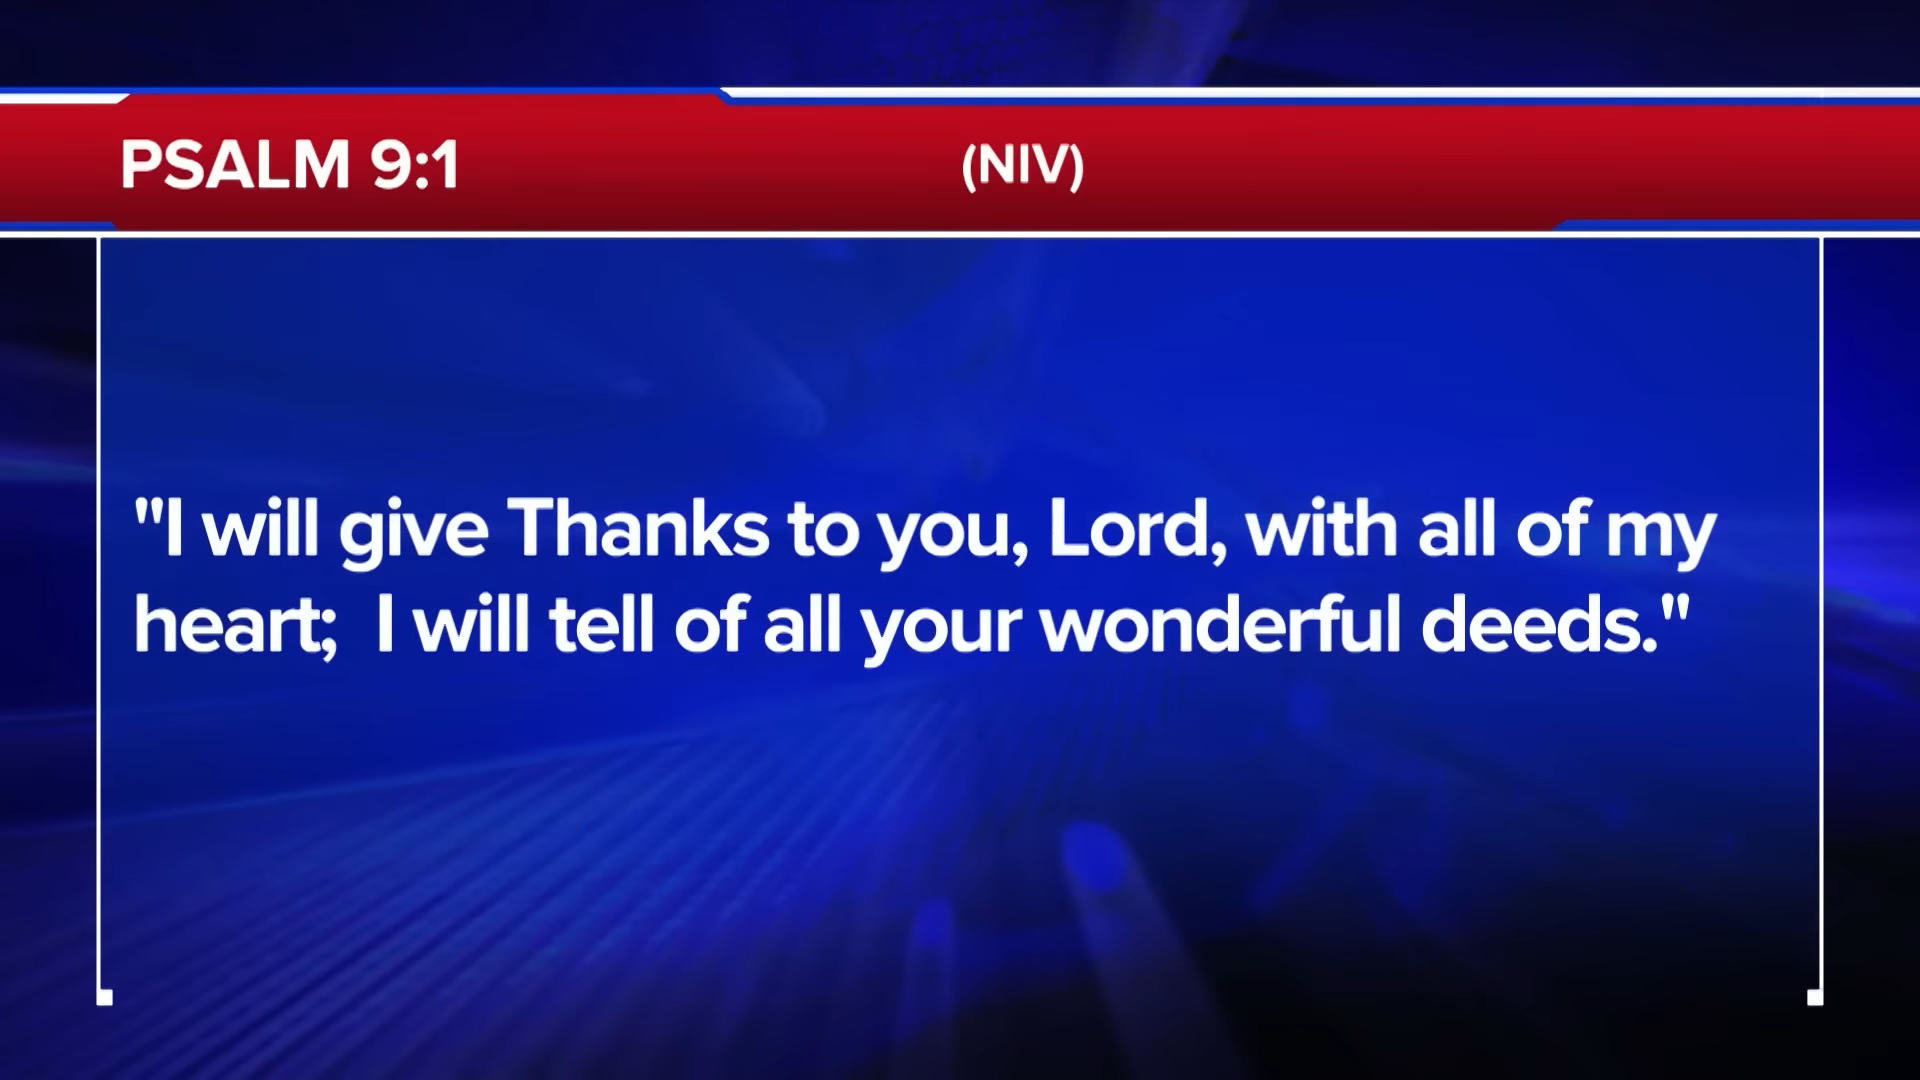 PSALM 9:1 (NIV)
"I will give Thanks to you, Lord, with all of my
heart;  I will tell of all your wonderful deeds."